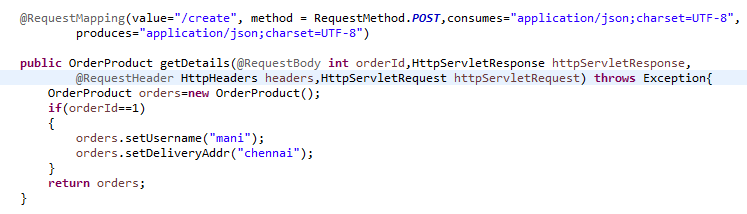 @RequestMapping(value="/create", method = RequestMethod.POST,consumes="application/json;charset=UTF-8",
produces="application/json;charset=UTF-8")
public OrderProduct getDetails(@RequestBody int orderId,HttpServletResponse httpServletResponse,
@RequestHeader HttpHeaders headers,HttpServletRequest httpServletRequest) throws Exception{
OrderProduct orders=new OrderProduct();
if(orderId==1)
{
orders.setUsername("mani");
orders.setDeliveryAddr("chennai");
}
return orders;
}